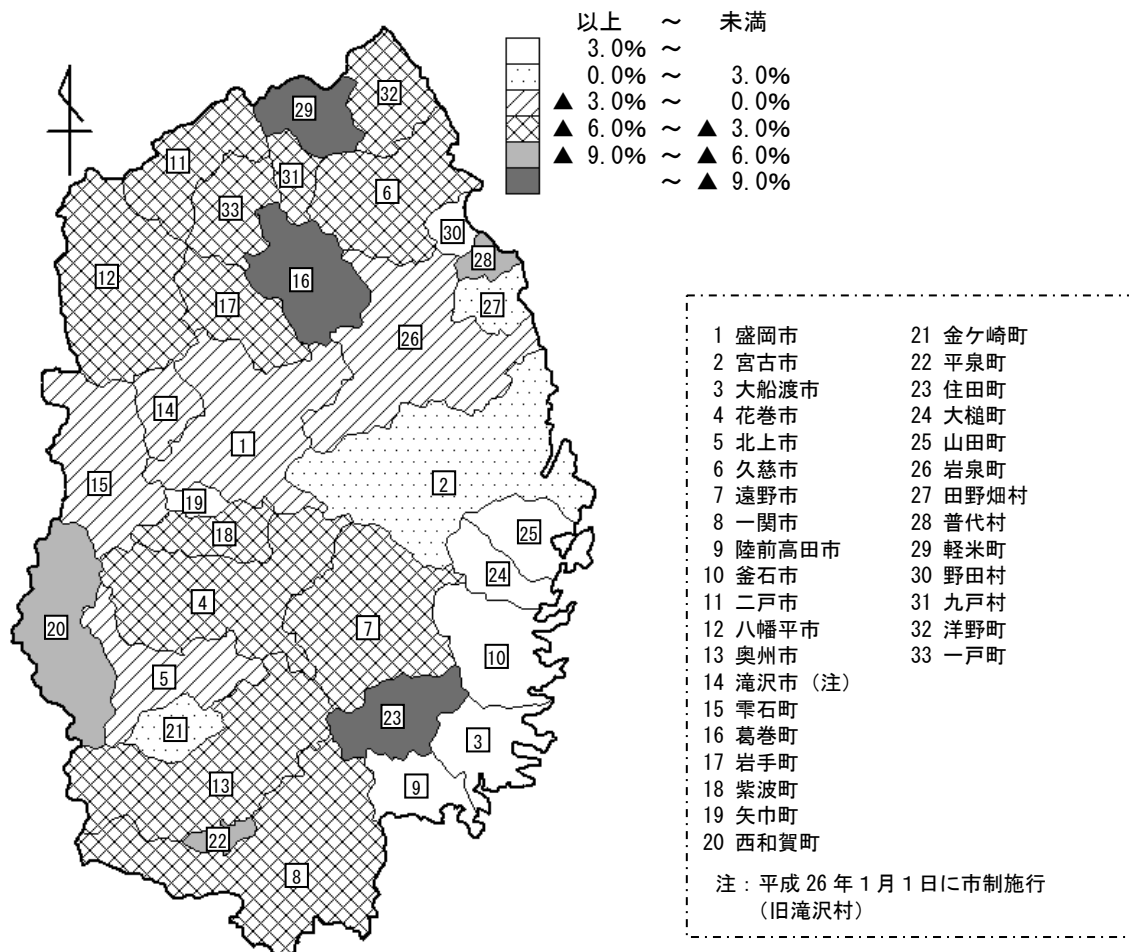 以上 ～ 未満
3.0% ～
0.0% ～ 3.0%
▲ 3.0% ～ 0.0%
▲ 6.0% ～ ▲ 3.0%
▲ 9.0% ～ ▲ 6.0%
～ ▲ 9.0%
32
29
11
31
6
33
30
28
12
16
17
27
26
14
1
15
2
19
18
25
24
4
20
7
10
5
23
21
3
13
9
22
8
1 盛岡市
2 宮古市
3 大船渡市
4 花巻市
5 北上市
6 久慈市
7 遠野市
8 一関市
9 陸前高田市
10 釜石市
11 二戸市
12 八幡平市
13 奥州市
14 滝沢市（注）
15 雫石町
16 葛巻町
17 岩手町
18 紫波町
19 矢巾町
20 西和賀町
21 金ケ崎町
22 平泉町
23 住田町
24 大槌町
25 山田町
26 岩泉町
27 田野畑村
28 普代村
29 軽米町
30 野田村
31 九戸村
32 洋野町
33 一戸町
注：平成 26 年 1 月 1 日に市制施行
（旧滝沢村）